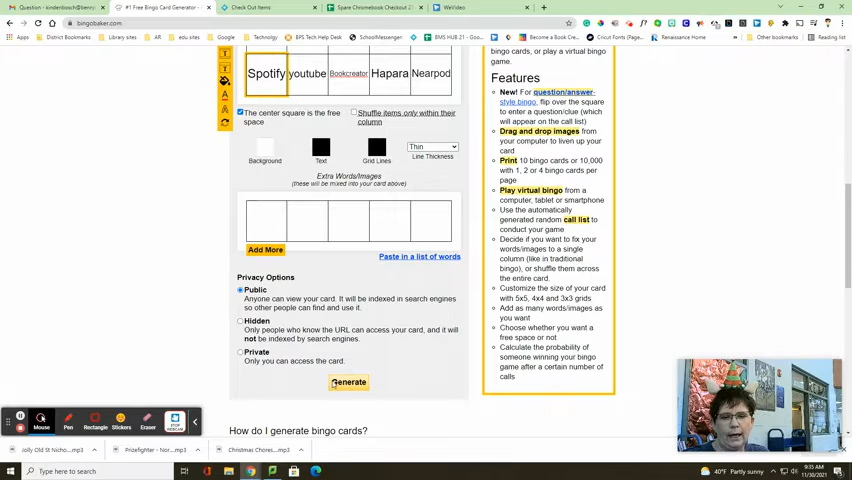 Question - klindenbosch@benny
#1 Free Bingo Card Generator -
Check Out Items
Spare Chromebook Checkout 21
WeVideo
bingobaker.com
Apps
District Bookmarks
Library
AR
edu sites
Google
Technolgy
BPS Tech Help Desk
SchoolMessenger
BMS HUB 21-22
Become a Book Crea
Cricut Fonts (Cricut...
Renaissance Home
Reading list
Spotify youtube Bookcreator Hapara Nearpod
The center square is the free space
Shuffle items only within their column
Background
Text
Grid Lines
Thin
Line Thickness
Extra Words/Images
(these will be mixed into your card above)
Add More
Paste in a list of words
Privacy Options
Public
Anyone can view your card. It will be indexed in search engines
so other people can find and use it.
Hidden
Only people who know the URL can access your card, and it will
not be indexed by search engines.
Private
Only you can access the card.
Generate
How do I generate bingo cards?
bingo cards, or play a virtual bingo
game.
Features
New! For question/answer-
style bingo, flip over the square
to enter a question/clue (which
will appear on the call list)
Drag and drop images from
your computer to liven up your
card
Print 10 bingo cards or 10,000
with 1, 2 or 4 bingo cards per
page
Play virtual bingo from a
computer, tablet or smartphone
Use the automatically
generated random call list to
conduct your game
Decide if you want to fix your
words/images to a single
column (like in traditional
bingo), or shuffle them across
the entire card.
Customize the size of your card
with 5x5, 4x4 and 3x3 grids
Add as many words/images as
you want
Choose whether you want a
free space or not
Calculate the probability of
someone winning your bingo
game after a certain number of
calls
Mouse
Pen
Rectangle
Stickers
Eraser
STOP
WEBCAM
Jolly Old St Nicho....mp3
Prizefighter - Nor....mp3
Christmas Chores....mp3
Show all
Type here to search
40°F Partly sunny
9:35 AM
11/30/2021